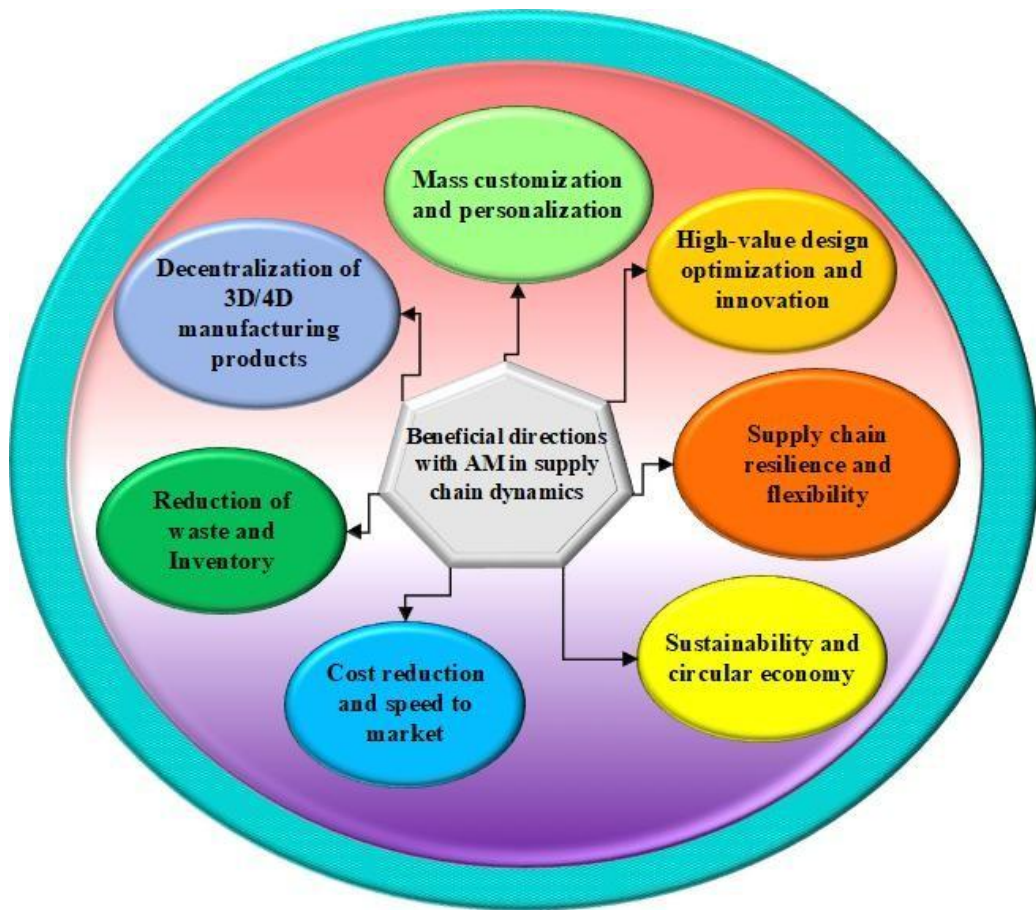 Mass customization
and personalization
High-value design
optimization and
innovation
Decentralization of
3D/4D
manufacturing
products
Beneficial directions
with AM in supply
chain dynamics
Supply chain
resilience and
flexibility
Reduction of
waste and
Inventory
Sustainability and
circular economy
Cost reduction
and speed to
market